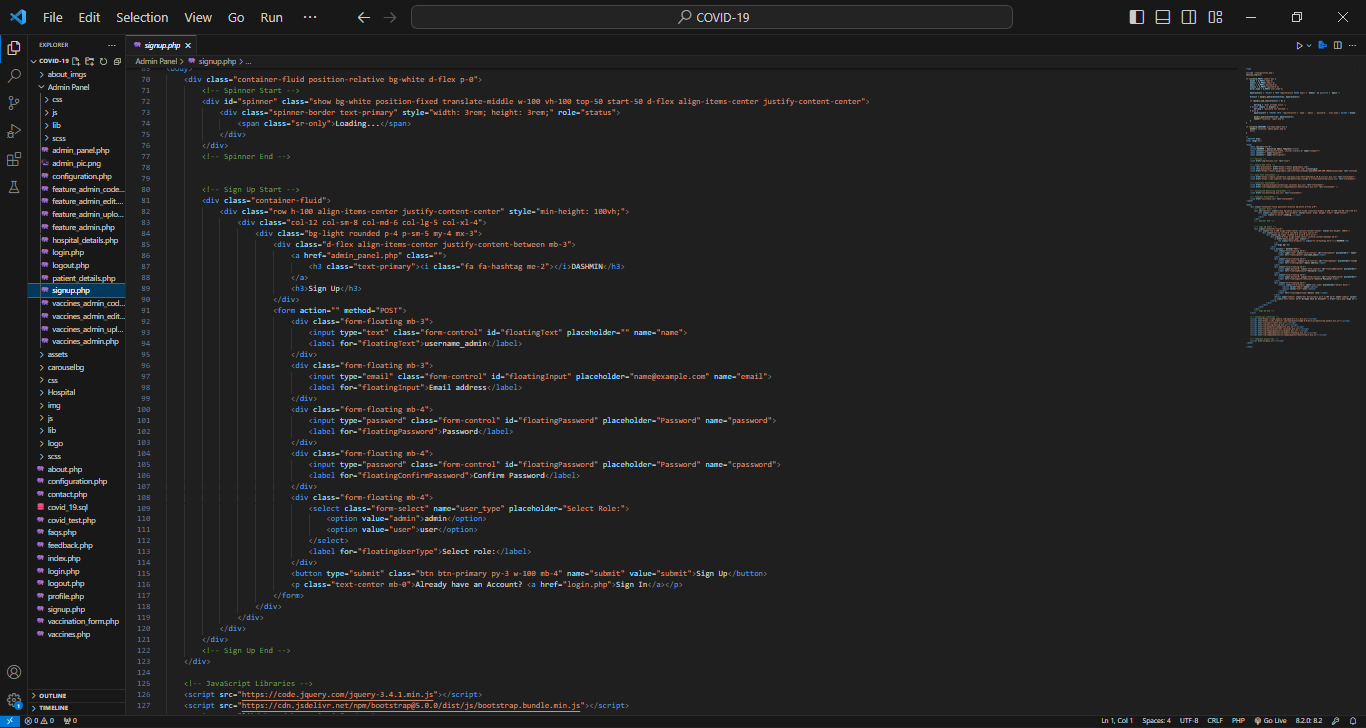 File Edit Selection View Go Run ··· COVID-19
EXPLORER ···
COVID-19
about_imgs
Admin Panel
css
js
lib
scss
admin_panel.php
admin_pic.png
configuration.php
feature_admin_code...
feature_admin_edit...
feature_admin_uplo...
feature_admin.php
hospital_details.php
login.php
logout.php
patient_details.php
signup.php
vaccines_admin_cod...
vaccines_admin_edit...
vaccines_admin_upl...
vaccines_admin.php
assets
carouselbg
css
Hospital
img
js
lib
logo
scss
about.php
configuration.php
contact.php
covid_19.sql
covid_test.php
faqs.php
feedback.php
index.php
login.php
logout.php
profile.php
signup.php
vaccination_form.php
vaccines.php
OUTLINE
TIMELINE
signup.php
Admin Panel > signup.php > ...
69 <body>
70 <div class="container-fluid position-relative bg-white d-flex p-0">
71 <!-- Spinner Start -->
72 <div id="spinner" class="show bg-white position-fixed translate-middle w-100 vh-100 top-50 start-50 d-flex align-items-center justify-content-center">
73 <div class="spinner-border text-primary" style="width: 3rem; height: 3rem;" role="status">
74 <span class="sr-only">Loading...</span>
75 </div>
76 </div>
77 <!-- Spinner End -->
78
79
80 <!-- Sign Up Start -->
81 <div class="container-fluid">
82 <div class="row h-100 align-items-center justify-content-center" style="min-height: 100vh;">
83 <div class="col-12 col-sm-8 col-md-6 col-lg-5 col-xl-4">
84 <div class="bg-light rounded p-4 p-sm-5 my-4 mx-3">
85 <div class="d-flex align-items-center justify-content-between mb-3">
86 <a href="admin_panel.php" class="">
87 <h3 class="text-primary"><i class="fa fa-hashtag me-2"></i>DASHMIN</h3>
88 </a>
89 <h3>Sign Up</h3>
90 </div>
91 <form action="" method="POST">
92 <div class="form-floating mb-3">
93 <input type="text" class="form-control" id="floatingText" placeholder="" name="name">
94 <label for="floatingText">username_admin</label>
95 </div>
96 <div class="form-floating mb-3">
97 <input type="email" class="form-control" id="floatingInput" placeholder="name@example.com" name="email">
98 <label for="floatingInput">Email address</label>
99 </div>
100 <div class="form-floating mb-4">
101 <input type="password" class="form-control" id="floatingPassword" placeholder="Password" name="password">
102 <label for="floatingPassword">Password</label>
103 </div>
104 <div class="form-floating mb-4">
105 <input type="password" class="form-control" id="floatingPassword" placeholder="Password" name="cpassword">
106 <label for="floatingConfirmPassword">Confirm Password</label>
107 </div>
108 <div class="form-floating mb-4">
109 <select class="form-select" name="user_type" placeholder="Select Role:">
110 <option value="admin">admin</option>
111 <option value="user">user</option>
112 </select>
113 <label for="floatingUserType">Select role:</label>
114 </div>
115 <button type="submit" class="btn btn-primary py-3 w-100 mb-4" name="submit" value="submit">Sign Up</button>
116 <p class="text-center mb-0">Already have an Account? <a href="login.php">Sign In</a></p>
117 </form>
118 </div>
119 </div>
120 </div>
121 </div>
122 <!-- Sign Up End -->
123 </div>
124
125 <!-- JavaScript Libraries -->
126 <script src="https://code.jquery.com/jquery-3.4.1.min.js"></script>
127 <script src="https://cdn.jsdelivr.net/npm/bootstrap@5.0.0/dist/js/bootstrap.bundle.min.js"></script>
0 0 0 Ln 1, Col 1 Spaces: 4 UTF-8 CRLF PHP Go Live 8.2.0: 8.2